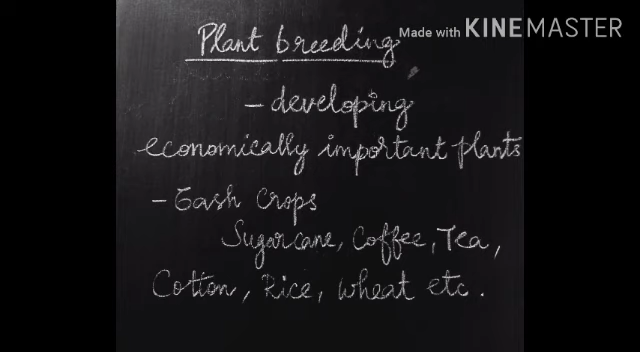 Plant breeding
Made with KINEMASTER
- developing
economically important plants
- Cash Crops
Sugarcane, Coffee, Tea,
Cotton, Rice, wheat etc.